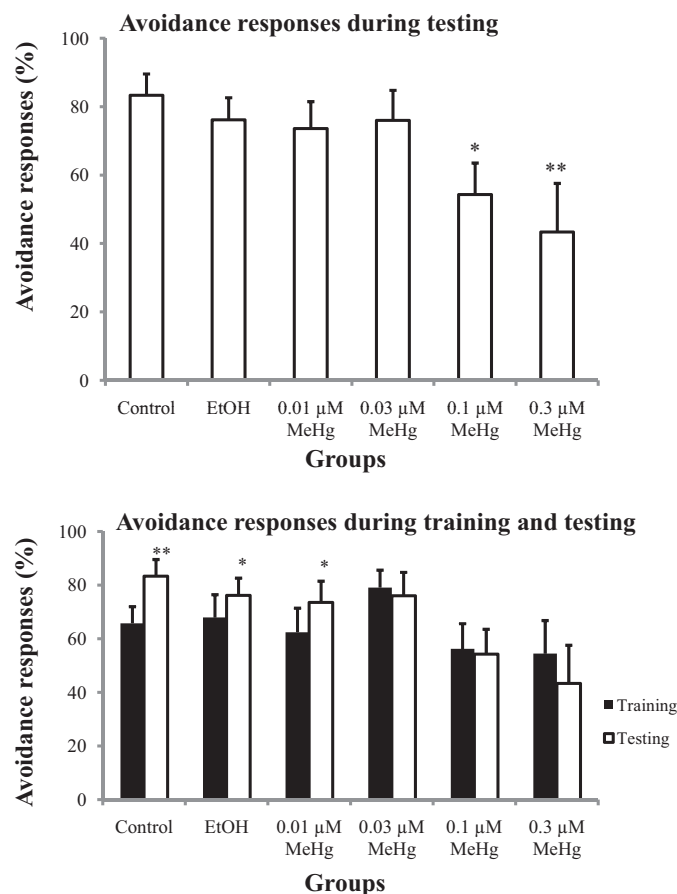 Avoidance responses during testing
Avoidance responses (%)
100
80
60
40
20
0
*
**
Control EtOH 0.01 µM 0.03 µM 0.1 µM 0.3 µM
MeHg MeHg MeHg MeHg
Groups
Avoidance responses during training and testing
Avoidance responses (%)
100
80
60
40
20
0
** * *
Training
Testing
Control EtOH 0.01 µM 0.03 µM 0.1 µM 0.3 µM
MeHg MeHg MeHg MeHg
Groups